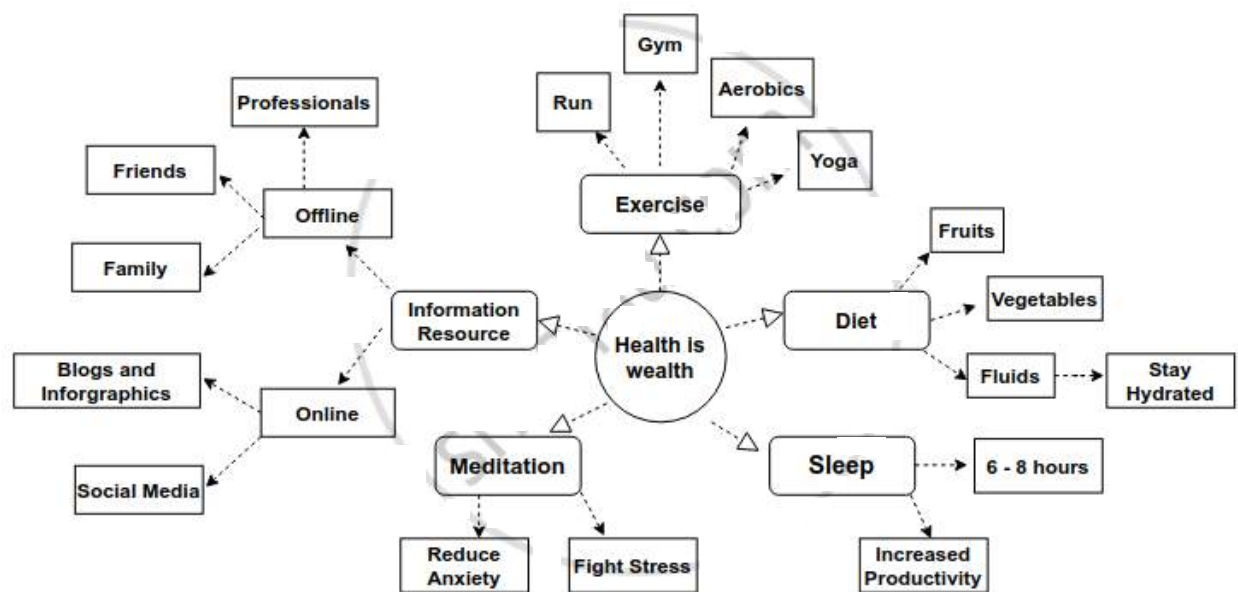 Gym
Run
Aerobics
Yoga
Exercise
Professionals
Friends
Offline
Family
Information
Resource
Blogs and
Inforgraphics
Online
Social Media
Health is
wealth
Fruits
Diet
Vegetables
Fluids
Stay
Hydrated
Meditation
Reduce
Anxiety
Fight Stress
Sleep
6 - 8 hours
Increased
Productivity